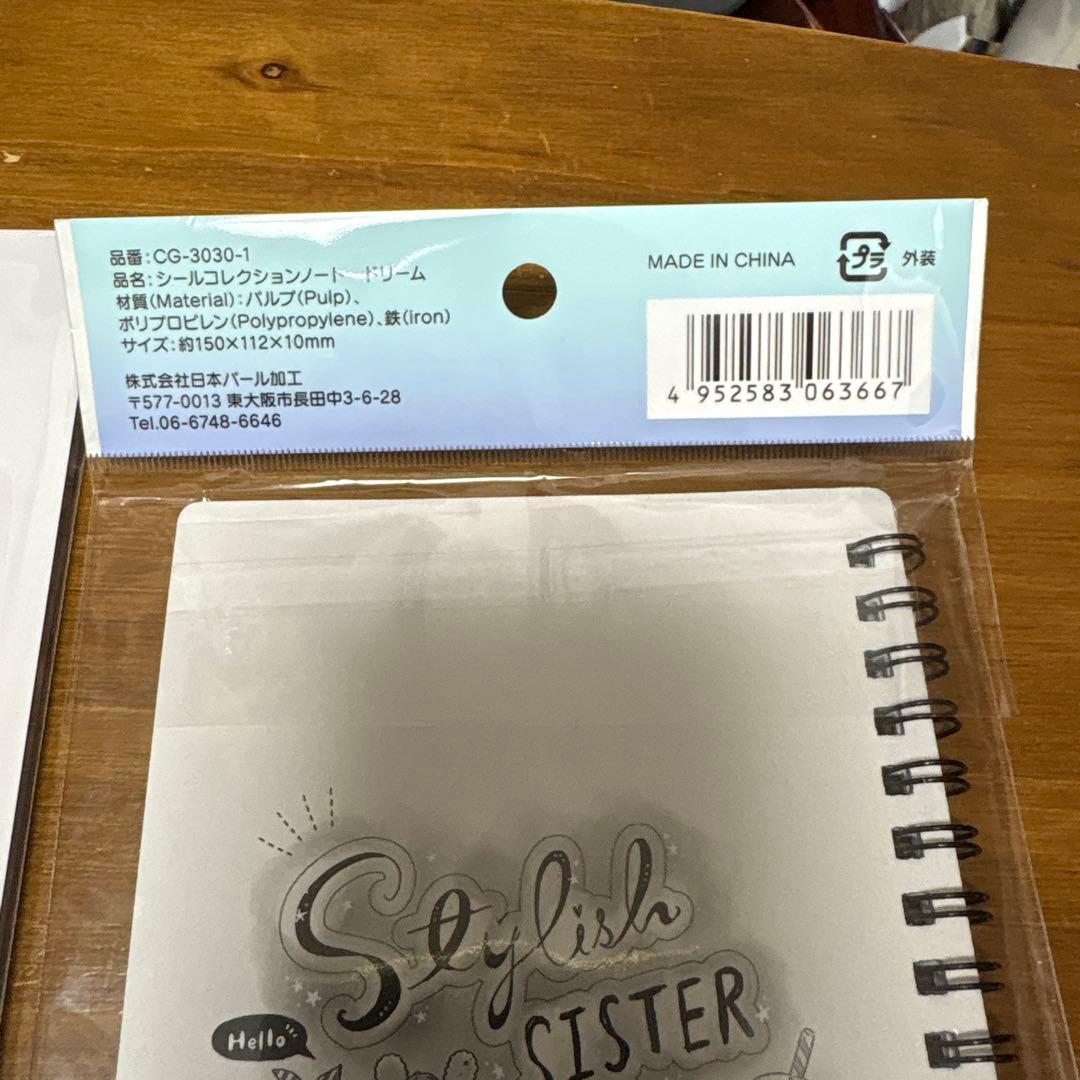 品番:CG-3030-1
品名:シールコレクションノート ドリーム
材質(Material):パルプ(Pulp)、
ポリプロピレン(Polypropylene)、鉄(iron)
サイズ:約150×112×10mm
株式会社日本パール加工
〒577-0013 東大阪市長田中3-6-28
Tel.06-6748-6646
MADE IN CHINA
プラ 外装
4 952583 063667
Stylish
SISTER
Hello